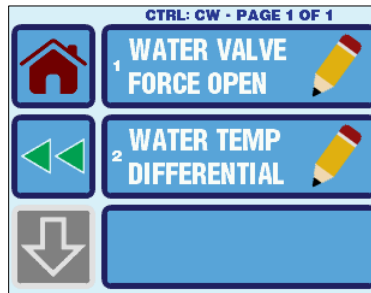 CTRL: CW - PAGE 1 OF 1
1 WATER VALVE
FORCE OPEN
2 WATER TEMP
DIFFERENTIAL